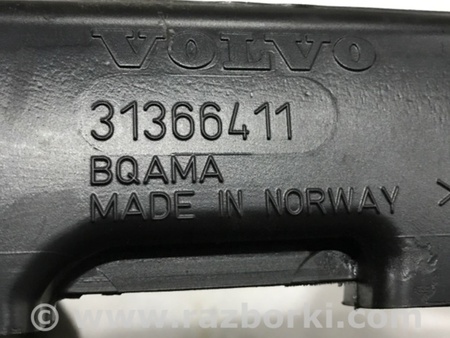 VOLVO
31366411
BQAMA
MADE IN NORWAY >
© www.razborki.com